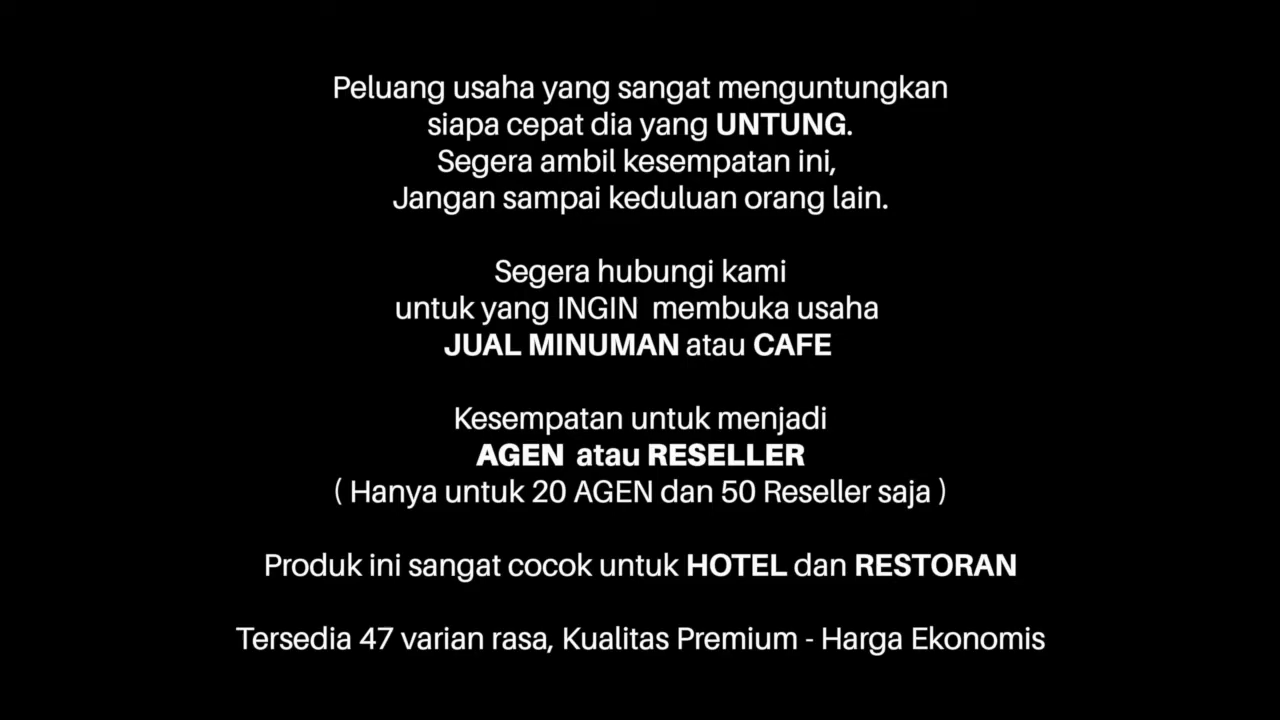 Peluang usaha yang sangat menguntungkan
siapa cepat dia yang UNTUNG.
Segera ambil kesempatan ini,
Jangan sampai keduluan orang lain.
Segera hubungi kami
untuk yang INGIN membuka usaha
JUAL MINUMAN atau CAFE
Kesempatan untuk menjadi
AGEN atau RESELLER
( Hanya untuk 20 AGEN dan 50 Reseller saja )
Produk ini sangat cocok untuk HOTEL dan RESTORAN
Tersedia 47 varian rasa, Kualitas Premium - Harga Ekonomis